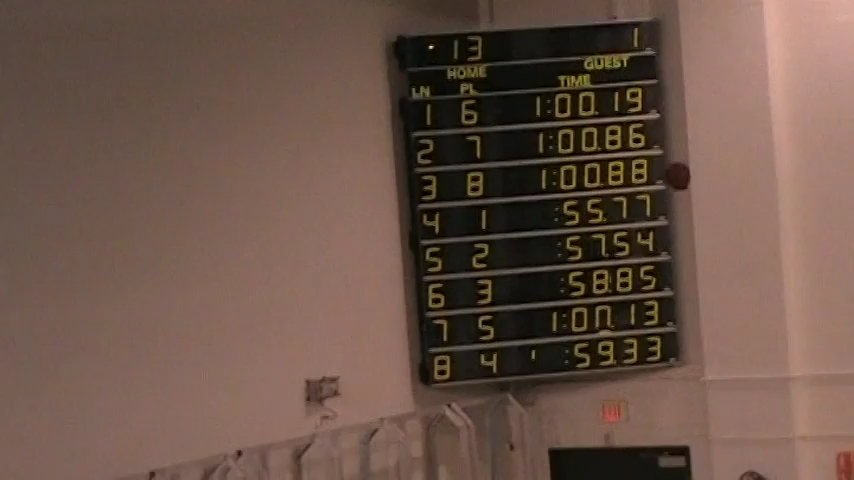 13 1
HOME GUEST
LN PL TIME
1 6 1:00.19
2 7 1:00.86
3 8 1:00.88
4 1 :55.77
5 2 :57.54
6 3 :58.85
7 5 1:00.13
8 4 :59.33